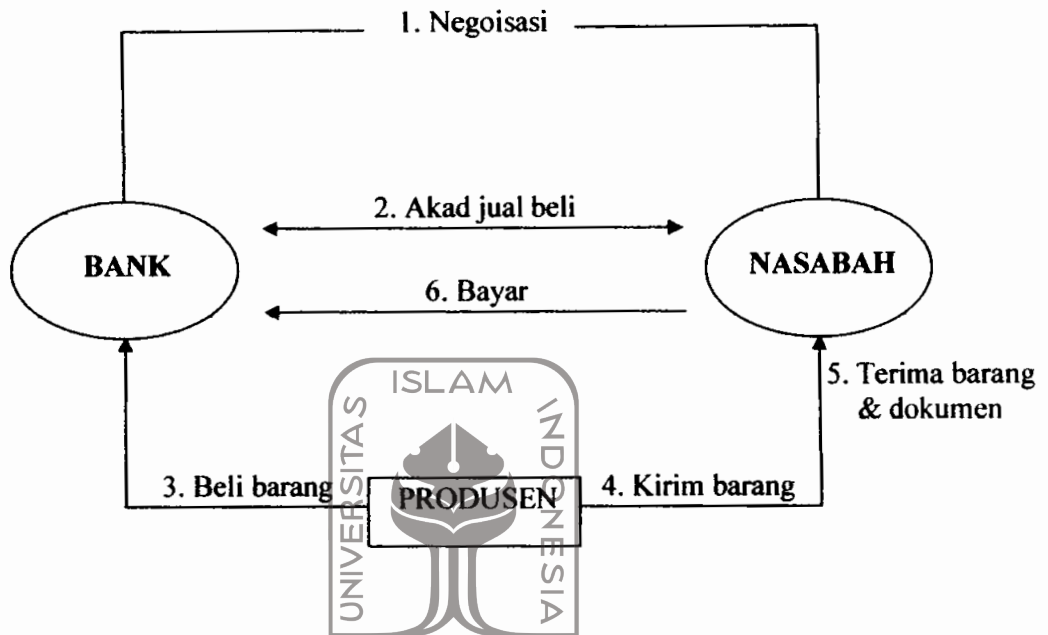 1. Negoisasi
2. Akad jual beli
BANK
NASABAH
6. Bayar
5. Terima barang
& dokumen
ISLAM
UNIVERSITAS
INDONESIA
3. Beli barang
PRODUSEN
4. Kirim barang